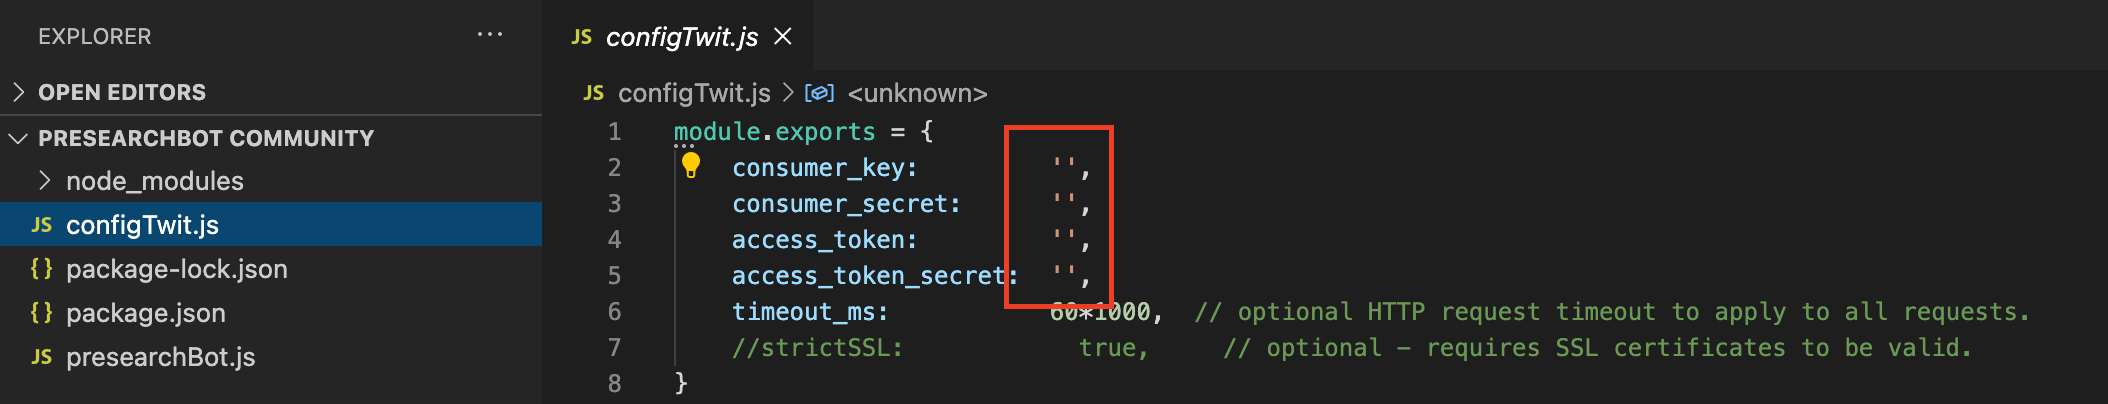 EXPLORER
···
OPEN EDITORS
PRESEARCHBOT COMMUNITY
node_modules
JS configTwit.js
{} package-lock.json
{} package.json
JS presearchBot.js
JS configTwit.js
JS configTwit.js > <unknown>
1 module.exports = {
2 consumer_key: '',
3 consumer_secret: '',
4 access_token: '',
5 access_token_secret: '',
6 timeout_ms: 60*1000, // optional HTTP request timeout to apply to all requests.
7 //strictSSL: true, // optional - requires SSL certificates to be valid.
8 }